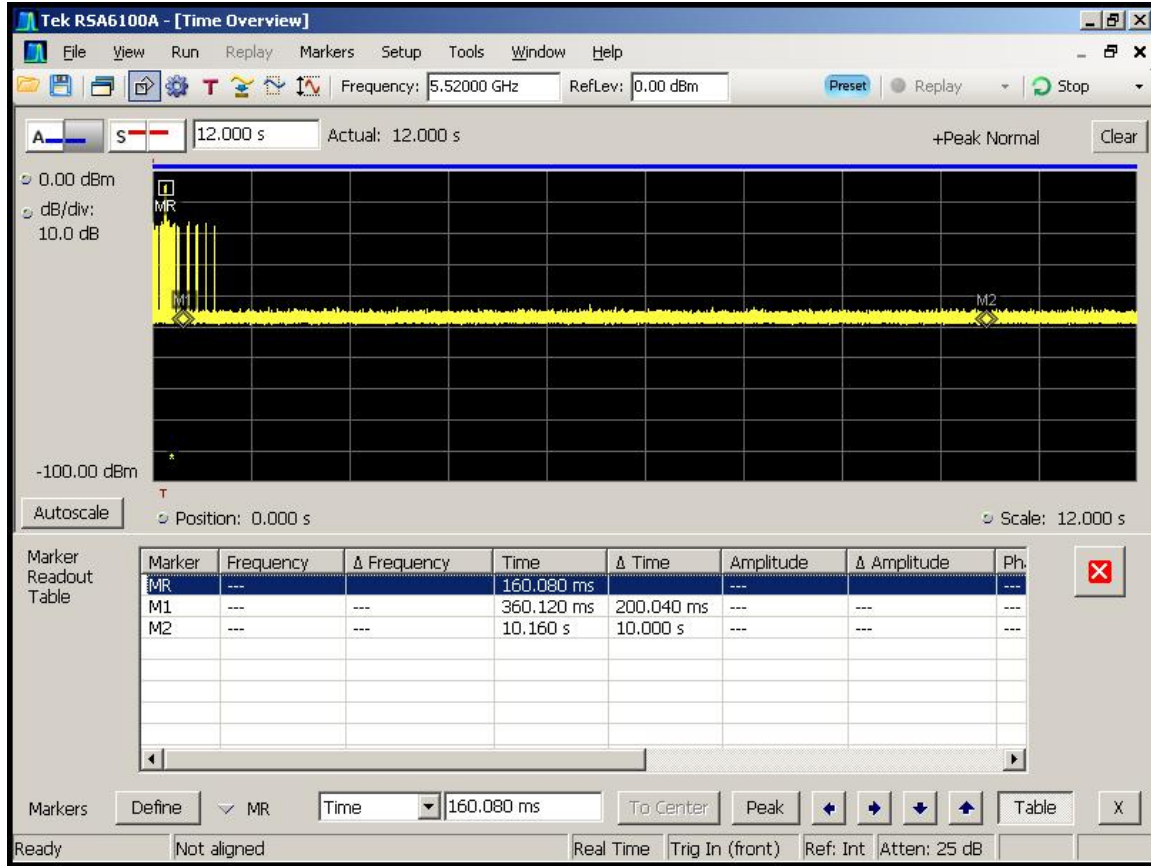 Tek RSA6100A - [Time Overview]
File View Run Replay Markers Setup Tools Window Help
T Frequency: 5.52000 GHz RefLev: 0.00 dBm Preset Replay Stop
A S 12.000 s Actual: 12.000 s +Peak Normal Clear
0.00 dBm
dB/div:
10.0 dB
MR
M1
M2
-100.00 dBm
T
Autoscale Position: 0.000 s Scale: 12.000 s
Marker Readout Table
Marker Frequency Δ Frequency Time Δ Time Amplitude Δ Amplitude Ph
MR --- 160.080 ms --- ---
M1 --- --- 360.120 ms 200.040 ms --- --- ---
M2 --- --- 10.160 s 10.000 s --- --- ---
Markers Define MR Time 160.080 ms To Center Peak Table X
Ready Not aligned Real Time Trig In (front) Ref: Int Atten: 25 dB